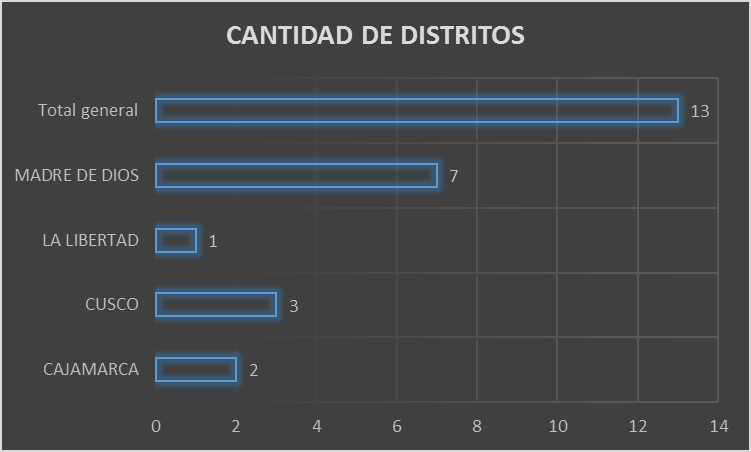 CANTIDAD DE DISTRITOS
Total general 13
MADRE DE DIOS 7
LA LIBERTAD 1
CUSCO 3
CAJAMARCA 2
0 2 4 6 8 10 12 14